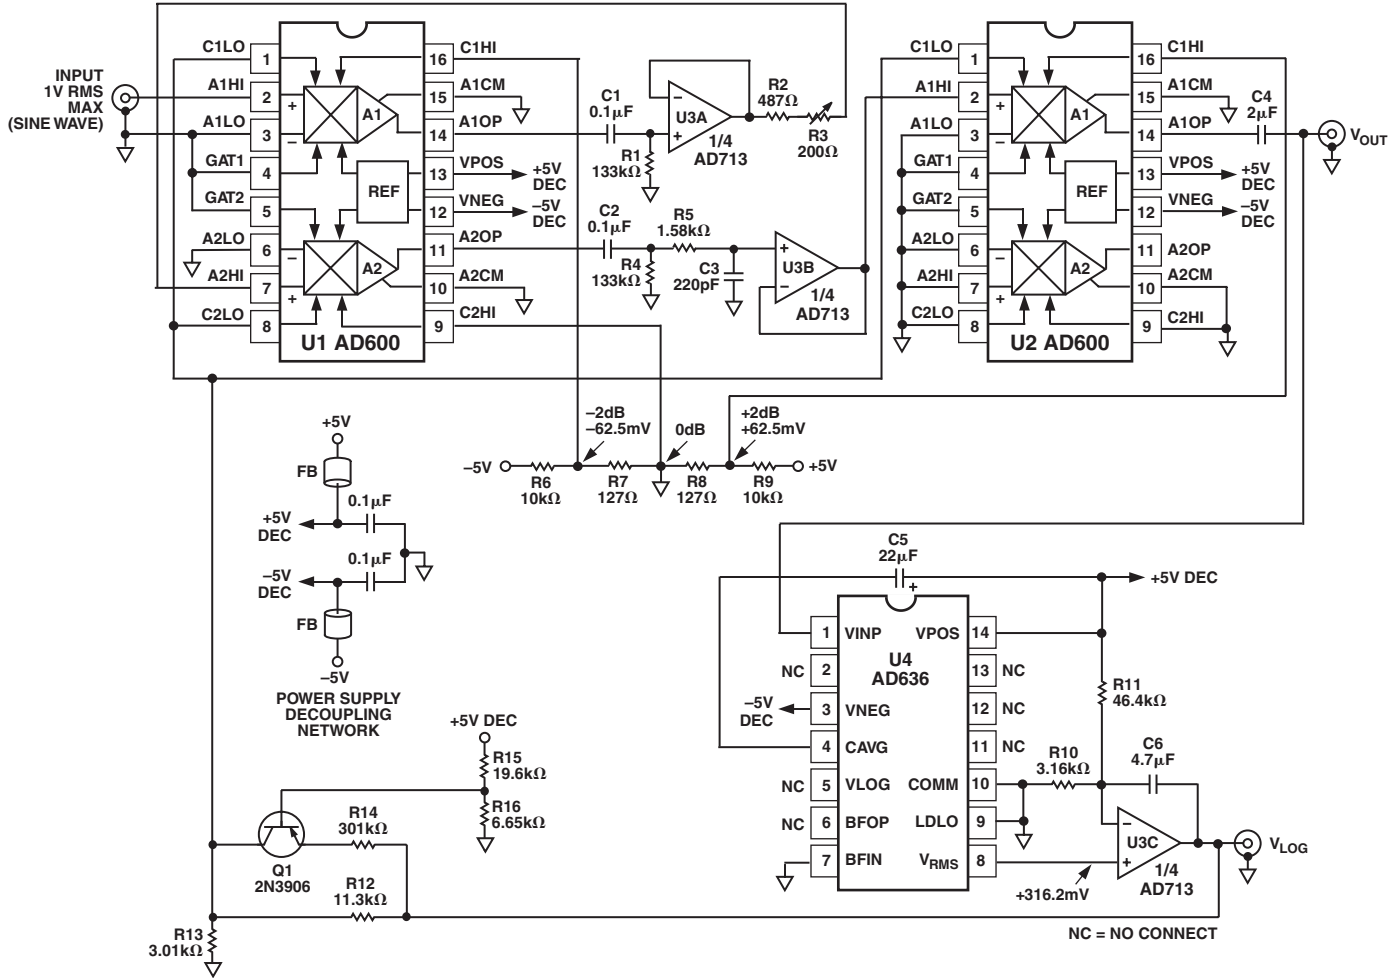 INPUT
1V RMS
MAX
(SINE WAVE)
C1LO
A1HI
A1LO
GAT1
GAT2
A2LO
A2HI
C2LO
1
2
3
4
5
6
7
8
+
–
A1
REF
–
A2
+
U1 AD600
16
15
14
13
12
11
10
9
C1HI
A1CM
A1OP
VPOS
VNEG
A2OP
A2CM
C2HI
+5V
DEC
–5V
DEC
C1
0.1µF
R1
133kΩ
–
+
U3A
1/4
AD713
R2
487Ω
R3
200Ω
C2
0.1µF
R4
133kΩ
R5
1.58kΩ
C3
220pF
+
–
U3B
1/4
AD713
C1LO
A1HI
A1LO
GAT1
GAT2
A2LO
A2HI
C2LO
1
2
3
4
5
6
7
8
+
–
A1
REF
–
A2
+
U2 AD600
16
15
14
13
12
11
10
9
C1HI
A1CM
A1OP
VPOS
VNEG
A2OP
A2CM
C2HI
+5V
DEC
–5V
DEC
C4
2µF
VOUT
–2dB
–62.5mV
0dB
+2dB
+62.5mV
–5V
R6
10kΩ
R7
127Ω
R8
127Ω
R9
10kΩ
+5V
+5V
FB
0.1µF
+5V
DEC
0.1µF
–5V
DEC
FB
–5V
POWER SUPPLY
DECOUPLING
NETWORK
C5
22µF
+
+5V DEC
1 VINP
NC 2
–5V
DEC
3 VNEG
4 CAVG
NC 5 VLOG
NC 6 BFOP
7 BFIN
U4
AD636
VPOS 14
13 NC
12 NC
11 NC
COMM 10
LDLO 9
VRMS 8
R11
46.4kΩ
R10
3.16kΩ
C6
4.7µF
–
+
U3C
1/4
AD713
+316.2mV
VLOG
NC = NO CONNECT
+5V DEC
R15
19.6kΩ
R16
6.65kΩ
R14
301kΩ
Q1
2N3906
R12
11.3kΩ
R13
3.01kΩ